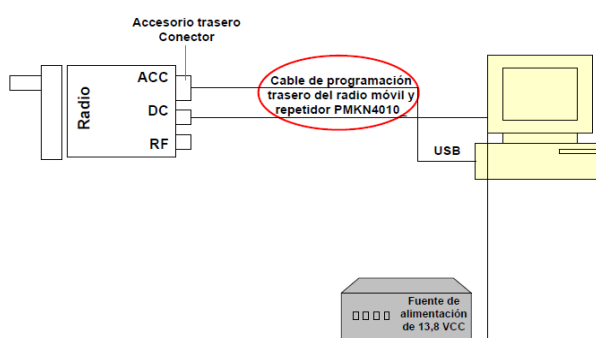 Accesorio trasero
Conector
ACC
DC
RF
Radio
Cable de programación
trasero del radio móvil y
repetidor PMKN4010
USB
Fuente de
alimentación
de 13,8 VCC